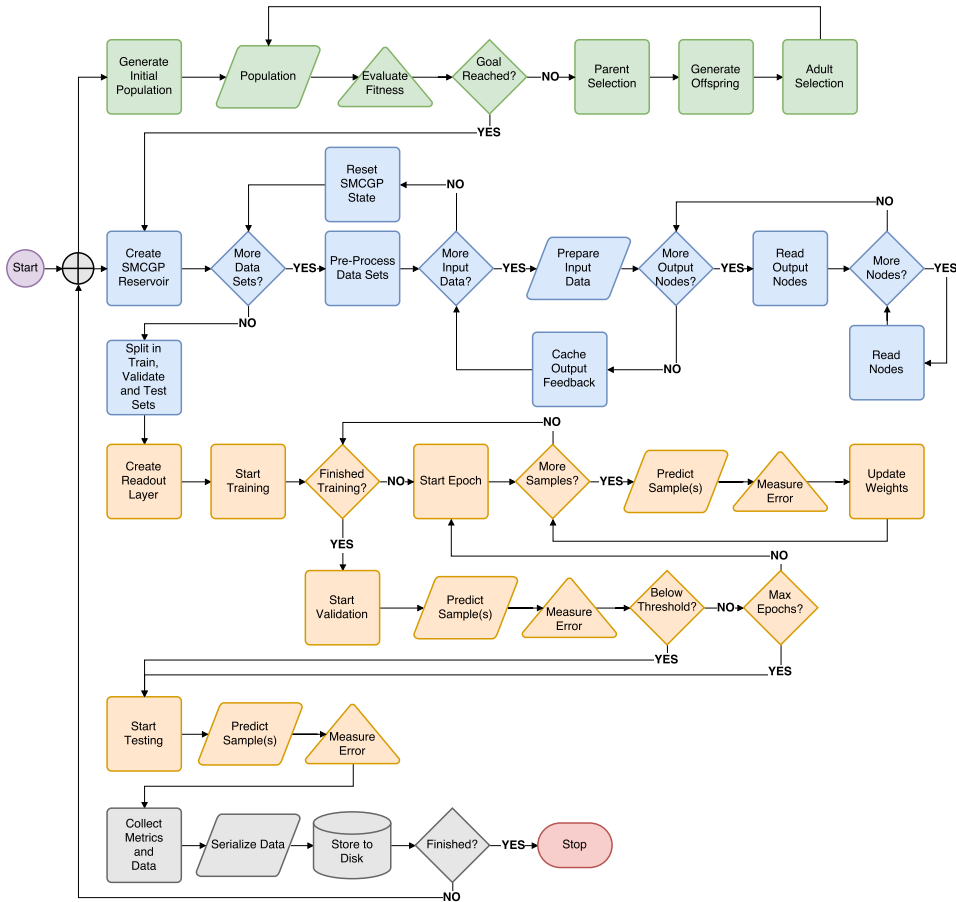 Generate
Initial
Population
Population
Evaluate
Fitness
Goal
Reached?
NO
Parent
Selection
Generate
Offspring
Adult
Selection
YES
Reset
SMCGP
State
NO
NO
Start
Create
SMCGP
Reservoir
More
Data
Sets?
YES
Pre-Process
Data Sets
More
Input
Data?
YES
Prepare
Input
Data
More
Output
Nodes?
YES
Read
Output
Nodes
More
Nodes?
YES
NO
Split in
Train,
Validate
and Test
Sets
Cache
Output
Feedback
NO
Read
Nodes
NO
Create
Readout
Layer
Start
Training
Finished
Training?
NO
Start Epoch
More
Samples?
YES
Predict
Sample(s)
Measure
Error
Update
Weights
YES
NO
Start
Validation
Predict
Sample(s)
Measure
Error
Below
Threshold?
NO
Max
Epochs?
YES
YES
Start
Testing
Predict
Sample(s)
Measure
Error
Collect
Metrics
and
Data
Serialize Data
Store to
Disk
Finished?
YES
Stop
NO